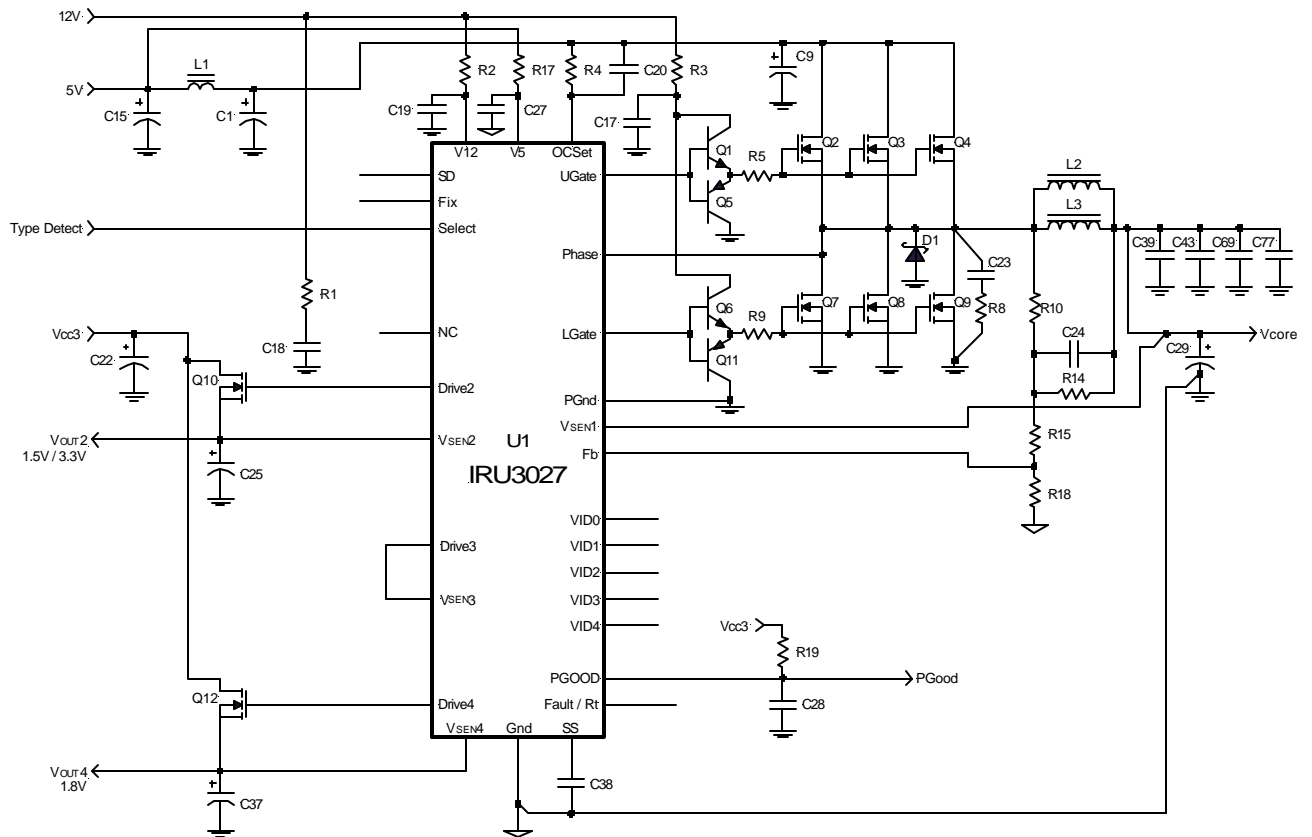 12V
5V
L1
C15
C1
R2
R17
R4
C20
R3
C9
C19
C27
C17
V12
V5
OCSet
Q1
R5
Q2
Q3
Q4
L2
SD
UGate
Fix
Q5
L3
Type Detect
Select
D1
C39
C43
C69
C77
Phase
C23
R1
R10
R8
Q6
R9
Q7
Q8
Q9
Vcc3
NC
LGate
C24
Vcore
C22
C18
Q11
C29
Q10
Drive2
R14
PGnd
VSEN1
VOUT2
1.5V / 3.3V
VSEN2
U1
R15
Fb
C25
IRU3027
R18
VID0
Drive3
VID1
VID2
VSEN3
VID3
VID4
Vcc3
R19
PGOOD
PGood
Q12
Drive4
Fault / Rt
C28
VSEN4
Gnd
SS
VOUT4
1.8V
C38
C37